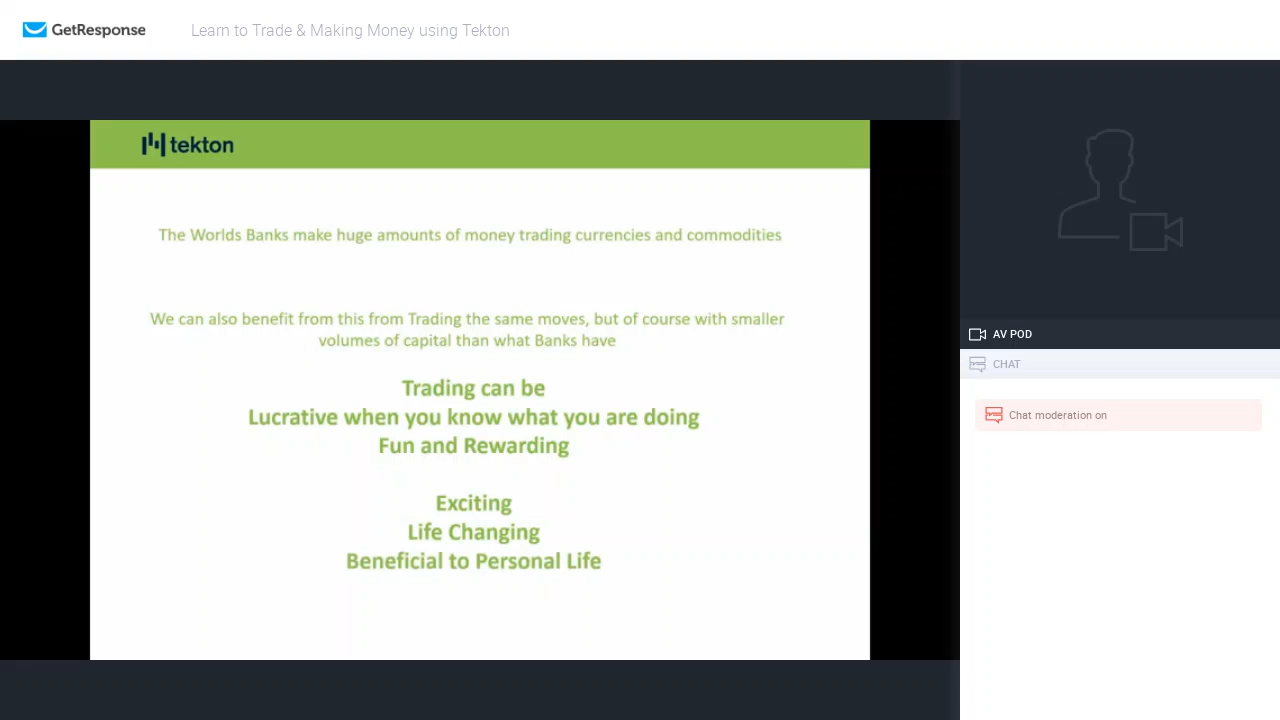 GetResponse
Learn to Trade & Making Money using Tekton
tekton
The Worlds Banks make huge amounts of money trading currencies and commodities
We can also benefit from this from Trading the same moves, but of course with smaller
volumes of capital than what Banks have
Trading can be
Lucrative when you know what you are doing
Fun and Rewarding
Exciting
Life Changing
Beneficial to Personal Life
AV POD
CHAT
Chat moderation on